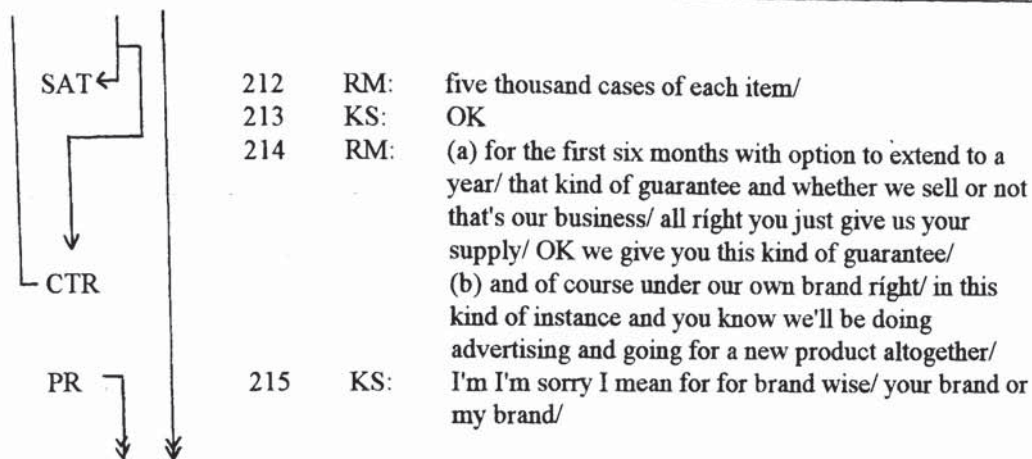 SAT 212 RM: five thousand cases of each item/
213 KS: OK
214 RM: (a) for the first six months with option to extend to a
year/ that kind of guarantee and whether we sell or not
that's our business/ all ríght you just give us your
supply/ OK we give you this kind of guarantee/
CTR (b) and of course under our own brand ríght/ in this
kind of instance and you know we'll be doing
advertising and going for a new product altogether/
PR 215 KS: I'm I'm sorry I mean for for brand wise/ your brand or
my brand/